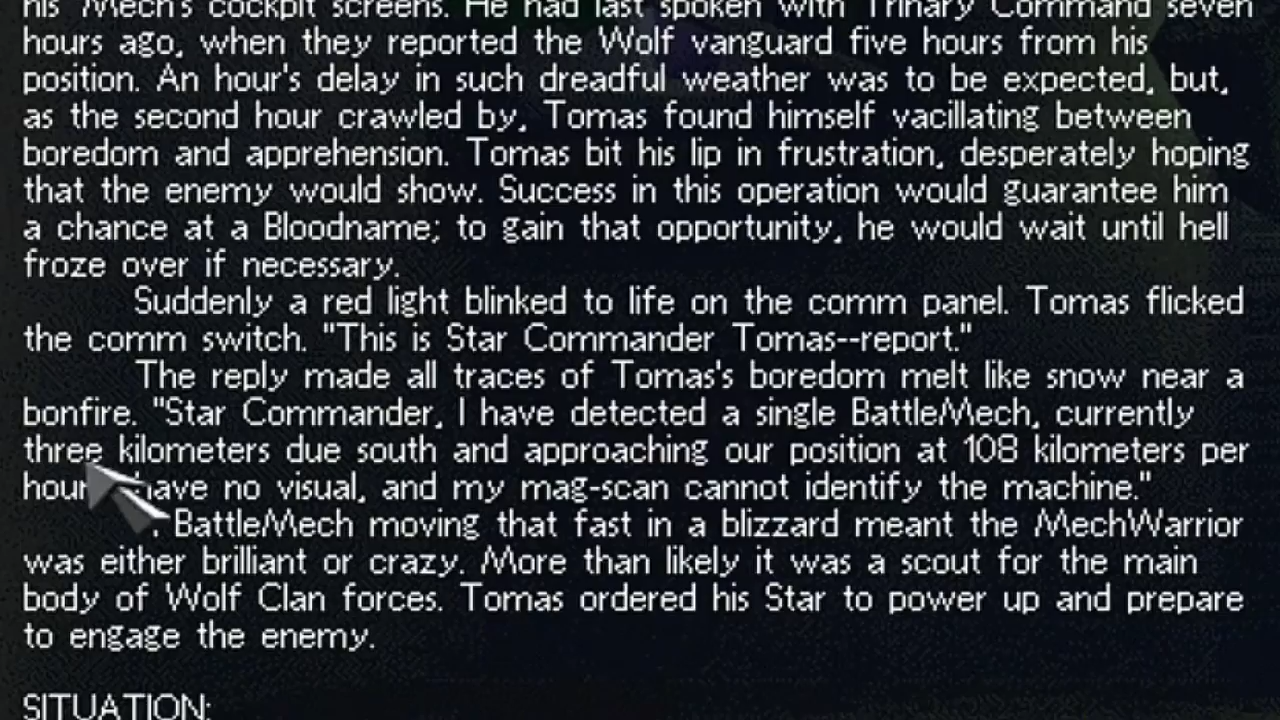 his 'Mech's cockpit screens. He had last spoken with Trinary Command seven
hours ago, when they reported the Wolf vanguard five hours from his
position. An hour's delay in such dreadful weather was to be expected, but,
as the second hour crawled by, Tomas found himself vacillating between
boredom and apprehension. Tomas bit his lip in frustration, desperately hoping
that the enemy would show. Success in this operation would guarantee him
a chance at a Bloodname; to gain that opportunity, he would wait until hell
froze over if necessary.
Suddenly a red light blinked to life on the comm panel. Tomas flicked
the comm switch. "This is Star Commander Tomas--report."
The reply made all traces of Tomas's boredom melt like snow near a
bonfire. "Star Commander, I have detected a single BattleMech, currently
three kilometers due south and approaching our position at 108 kilometers per
hour have no visual, and my mag-scan cannot identify the machine."
BattleMech moving that fast in a blizzard meant the MechWarrior
was either brilliant or crazy. More than likely it was a scout for the main
body of Wolf Clan forces. Tomas ordered his Star to power up and prepare
to engage the enemy.
SITUATION: